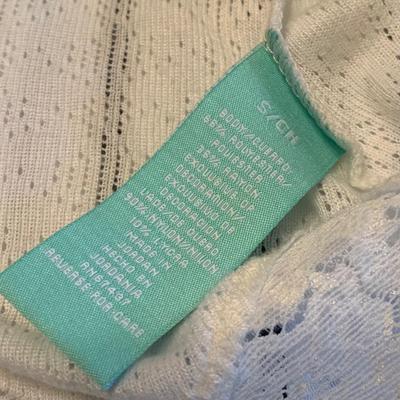 S/CH
BODY/CUERPO:
65% POLYESTER/
POLIESTER
35% RAYON
EXCLUSIVE OF
DECORATION/
EXCLUSIVO DE
DECORACION
LACE/
90% NYLON/NILON
10% LYCRA
MADE IN
JORDAN
HECHO EN
JORDANIA
REVERSE FOR CARE